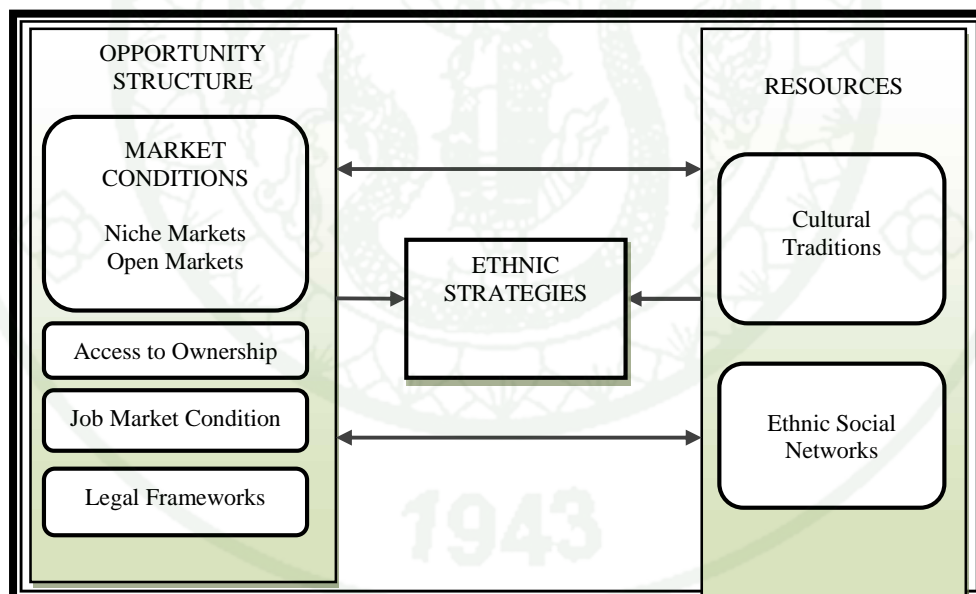 OPPORTUNITY
STRUCTURE
MARKET
CONDITIONS
Niche Markets
Open Markets
Access to Ownership
Job Market Condition
Legal Frameworks
ETHNIC
STRATEGIES
RESOURCES
Cultural
Traditions
Ethnic Social
Networks
1943